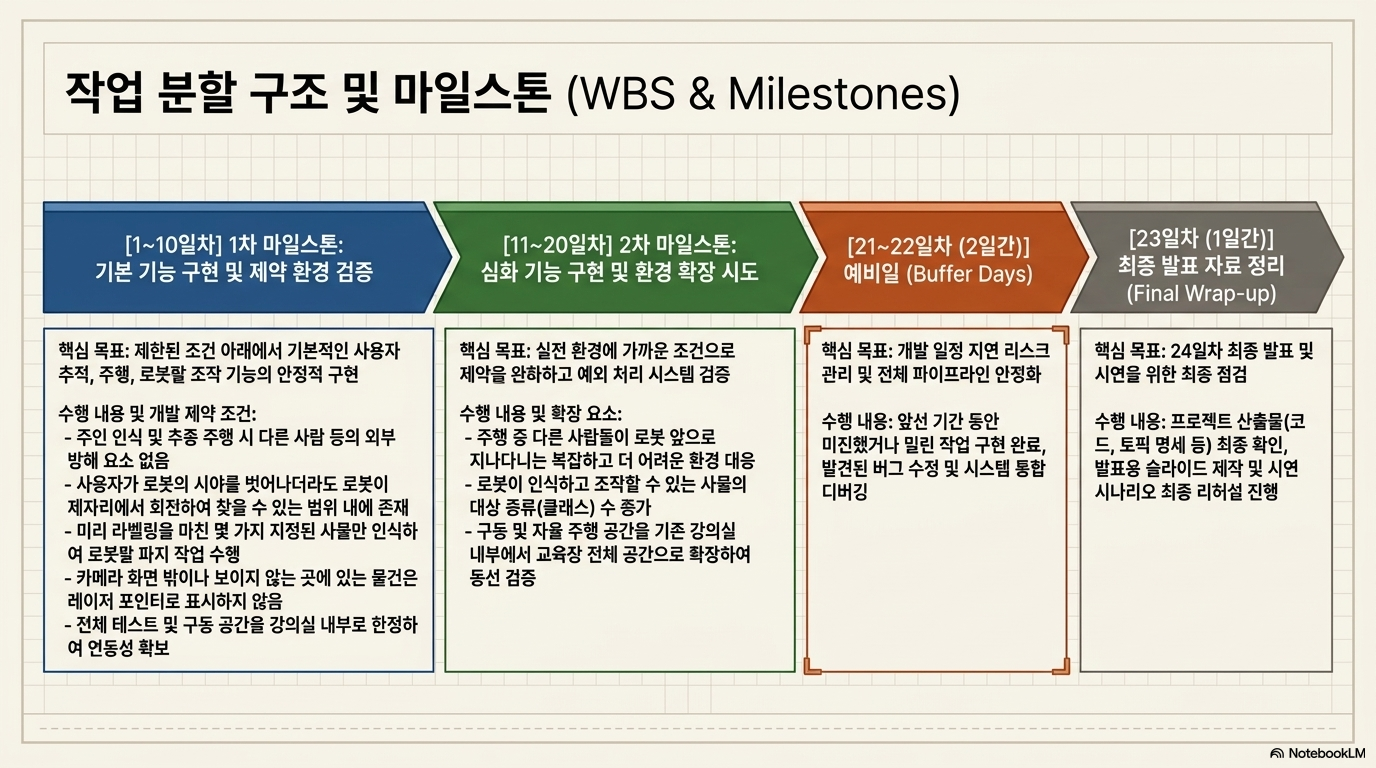 작업 분할 구조 및 마일스톤 (WBS & Milestones)
[1~10일차] 1차 마일스톤:
기본 기능 구현 및 제약 환경 검증
[11~20일차] 2차 마일스톤:
심화 기능 구현 및 환경 확장 시도
[21~22일차 (2일간)]
예비일 (Buffer Days)
[23일차 (1일간)]
최종 발표 자료 정리
(Final Wrap-up)
핵심 목표: 제한된 조건 아래에서 기본적인 사용자
추적, 주행, 로봇팔 조작 기능의 안정적 구현
수행 내용 및 개발 제약 조건:
- 주인 인식 및 추종 주행 시 다른 사람 등의 외부
방해 요소 없음
- 사용자가 로봇의 시야를 벗어나더라도 로봇이
제자리에서 회전하여 찾을 수 있는 범위 내에 존재
- 미리 라벨링을 마친 몇 가지 지정된 사물만 인식하
여 로봇말 파지 작업 수행
- 카메라 화면 밖이나 보이지 않는 곳에 있는 물건은
레이저 포인티로 표시하지 않음
- 전체 테스트 및 구동 공간을 강의실 내부로 한정하
여 언동성 확보
핵심 목표: 실전 환경에 가까운 조건으로
제약을 완하하고 예외 처리 시스템 검증
수행 내용 및 확장 요소:
- 주행 중 다른 사람들이 로봇 앞으로
지나다니는 복잡하고 더 어려운 환경 대응
- 로봇이 인식하고 조작할 수 있는 사물의
대상 종류(클래스) 수 증가
- 구동 및 자율 주행 공간을 기존 강의실
내부에서 교육장 전체 공간으로 확장하여
동선 검증
핵심 목표: 개발 일정 지연 리스크
관리 및 전체 파이프라인 안정화
수행 내용: 앞선 기간 동안
미진했거나 밀린 작업 구현 완료,
발견된 버그 수정 및 시스템 통합
디버깅
핵심 목표: 24일차 최종 발표 및
시연을 위한 최종 점검
수행 내용: 프로젝트 산출물(코
드, 토픽 명세 등) 최종 확인,
발표용 슬라이드 제작 및 시연
시나리오 최종 리허설 진행
NotebookLM